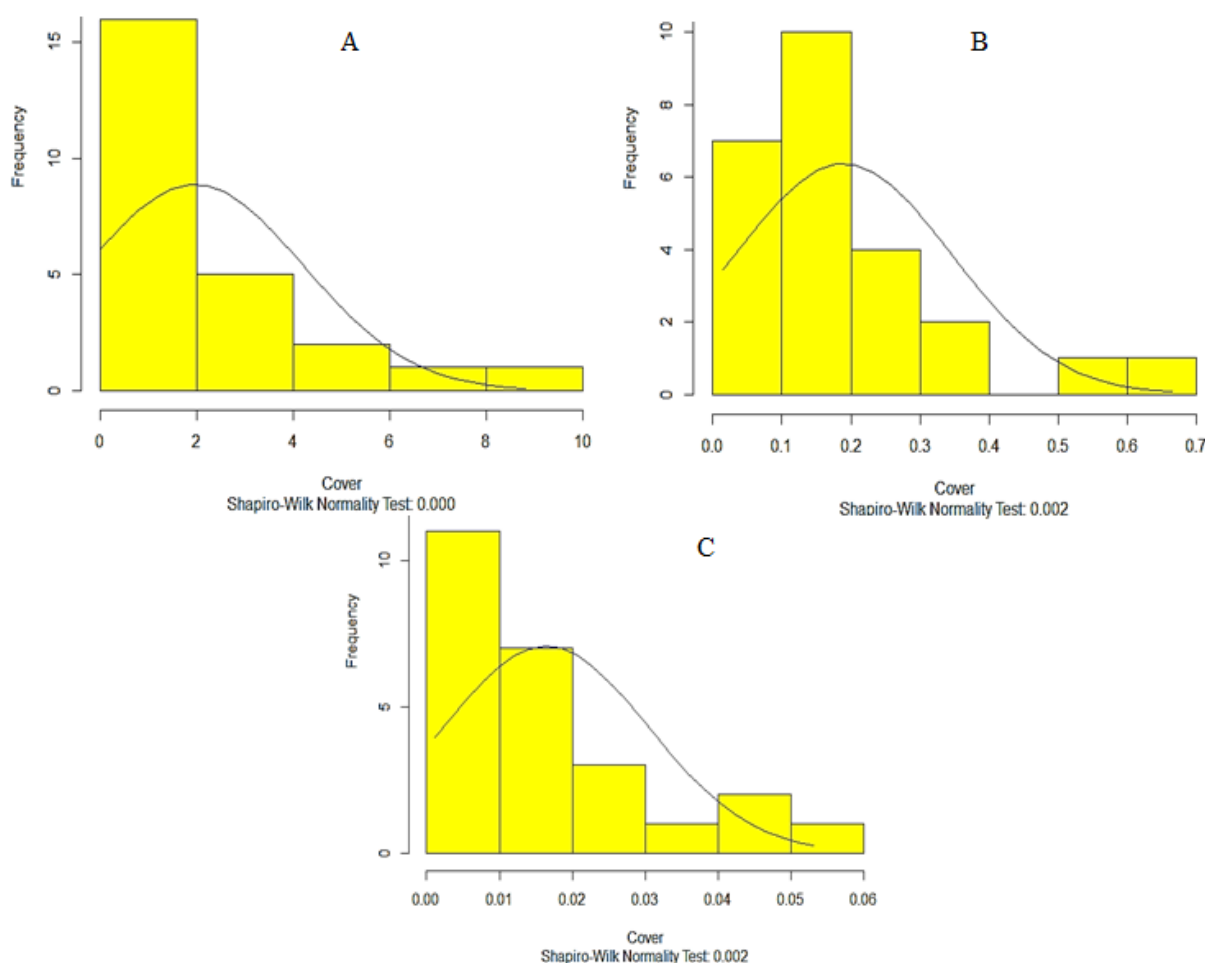 A
Frequency
15
10
5
0
0 2 4 6 8 10
Cover
Shapiro-Wilk Normality Test: 0.000
B
Frequency
10
8
6
4
2
0
0.0 0.1 0.2 0.3 0.4 0.5 0.6 0.7
Cover
Shapiro-Wilk Normality Test: 0.002
C
Frequency
10
5
0
0.00 0.01 0.02 0.03 0.04 0.05 0.06
Cover
Shapiro-Wilk Normality Test: 0.002